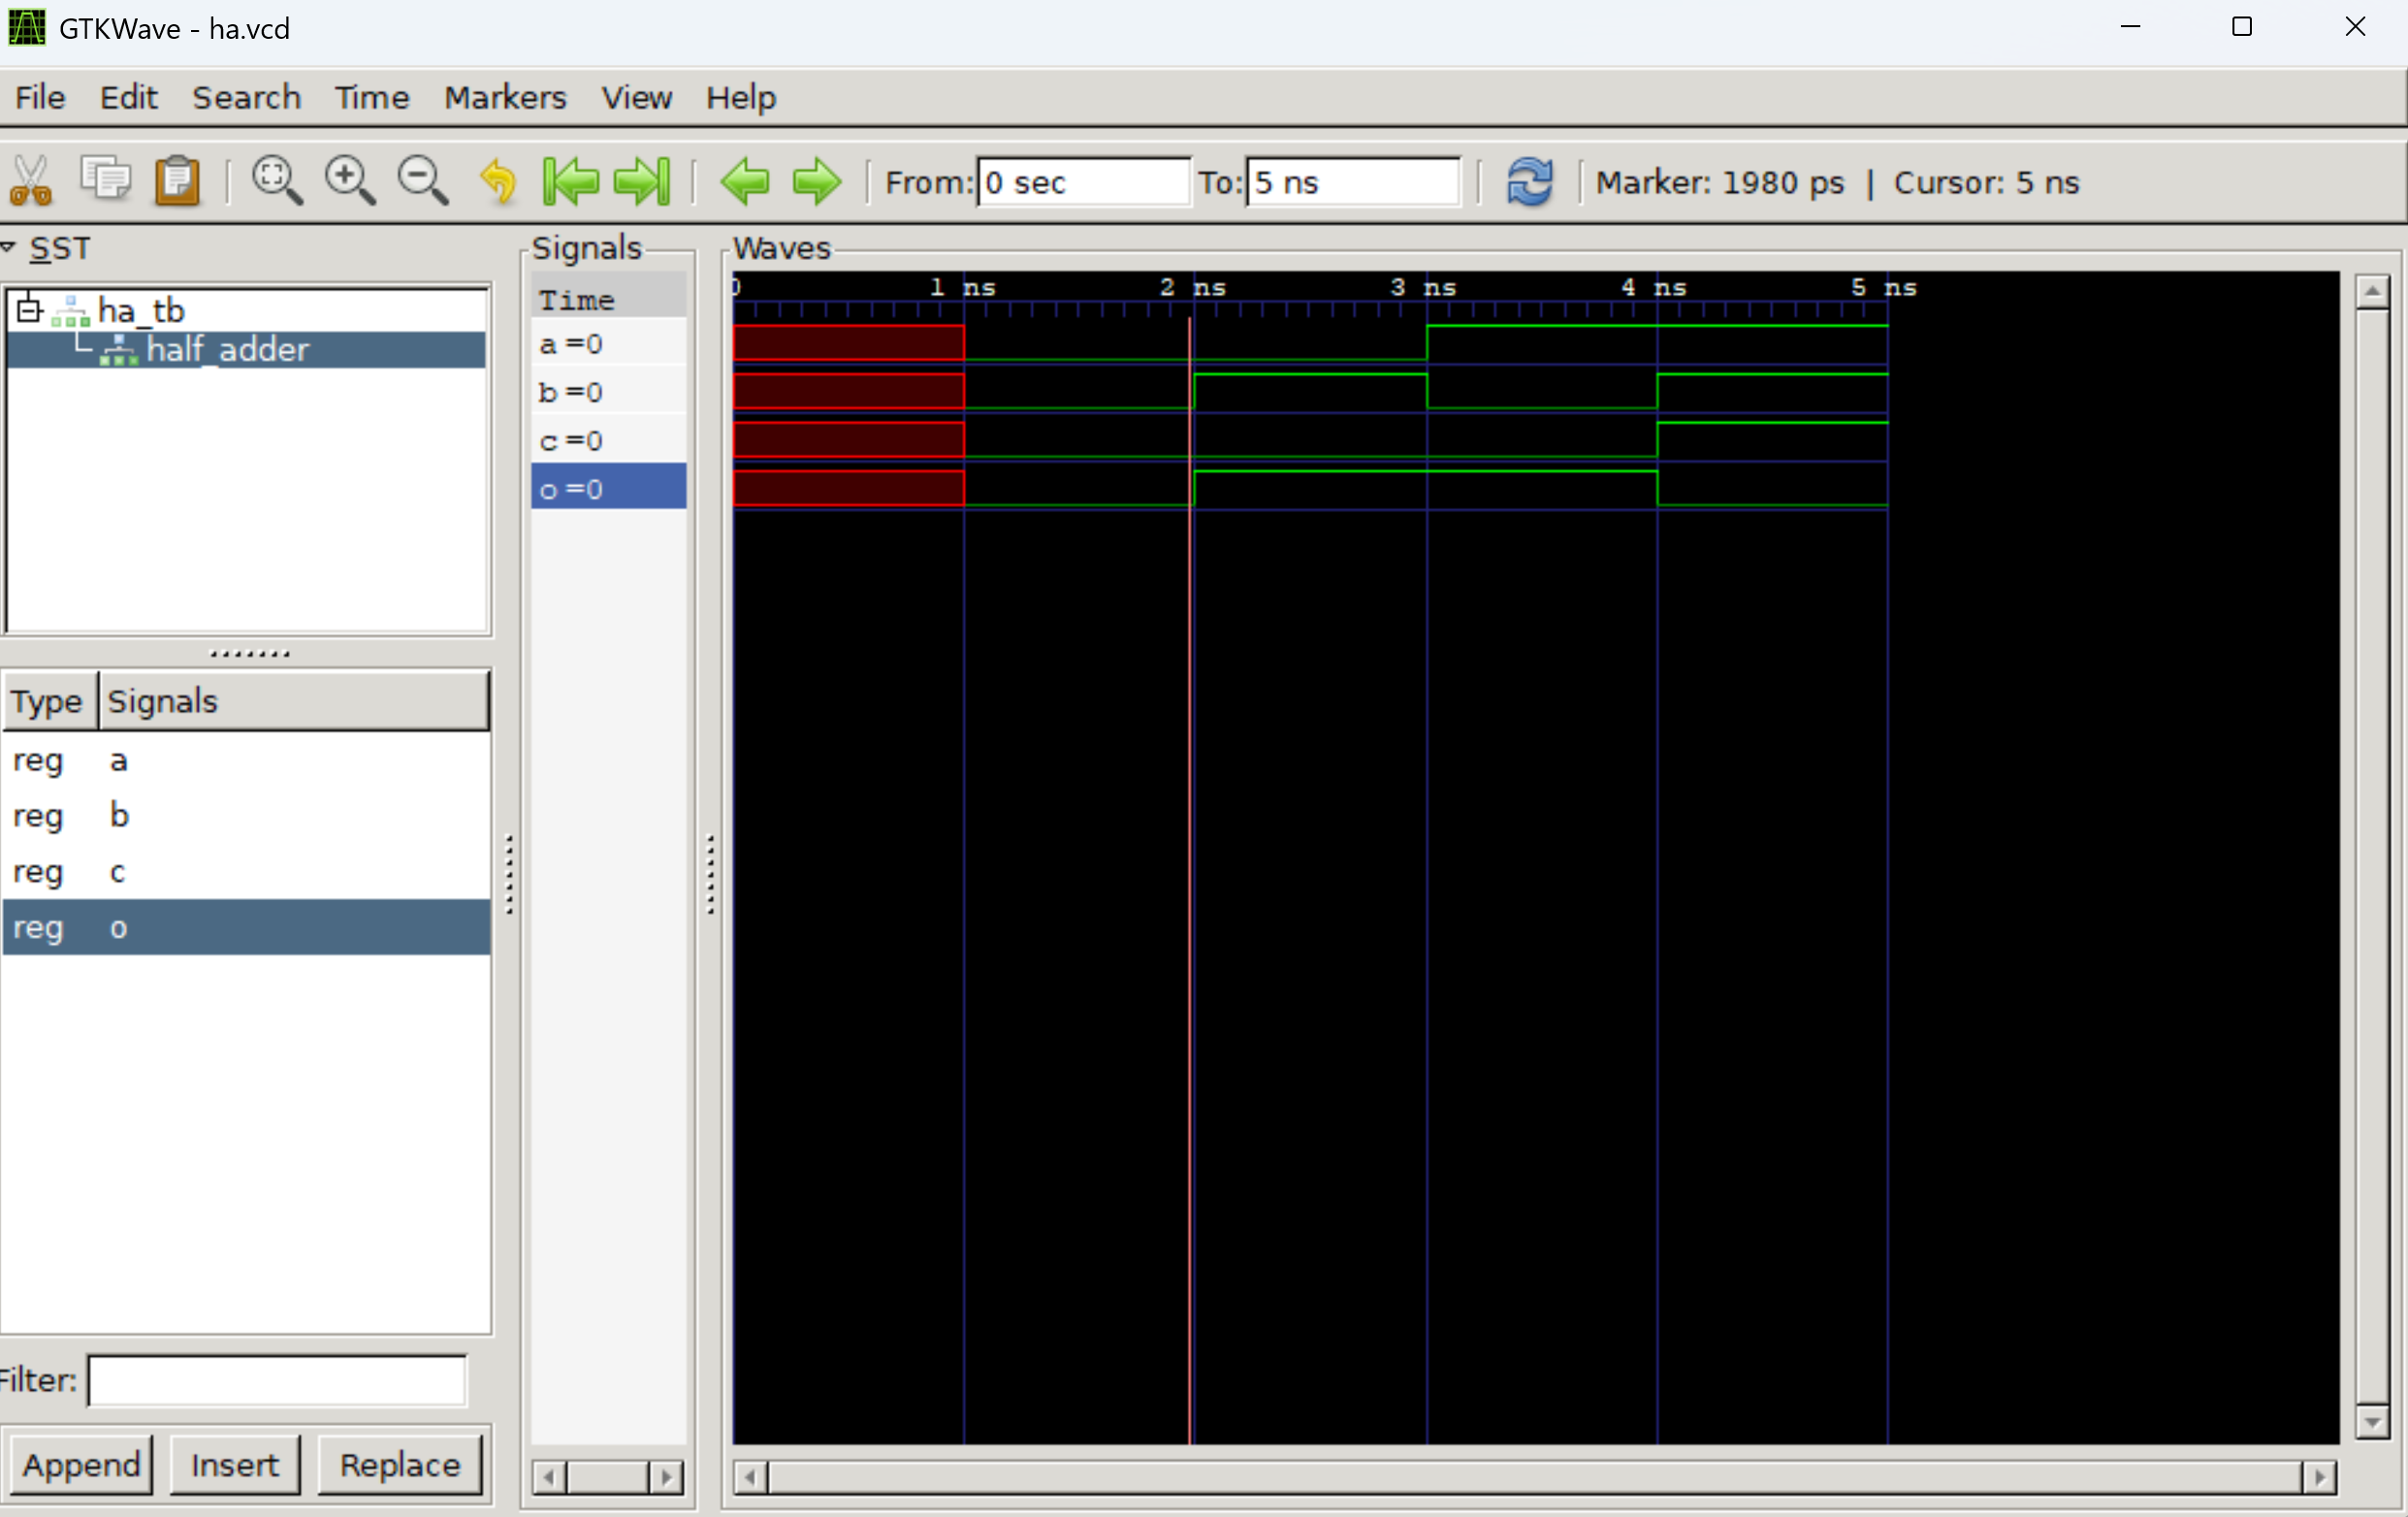 GTKWave - ha.vcd
File Edit Search Time Markers View Help
From: 0 sec To: 5 ns Marker: 1980 ps | Cursor: 5 ns
SST
ha_tb
half_adder
Type Signals
reg a
reg b
reg c
reg o
Filter:
Append Insert Replace
Signals
Time
a =0
b =0
c =0
o =0
Waves
0 1 ns 2 ns 3 ns 4 ns 5 ns